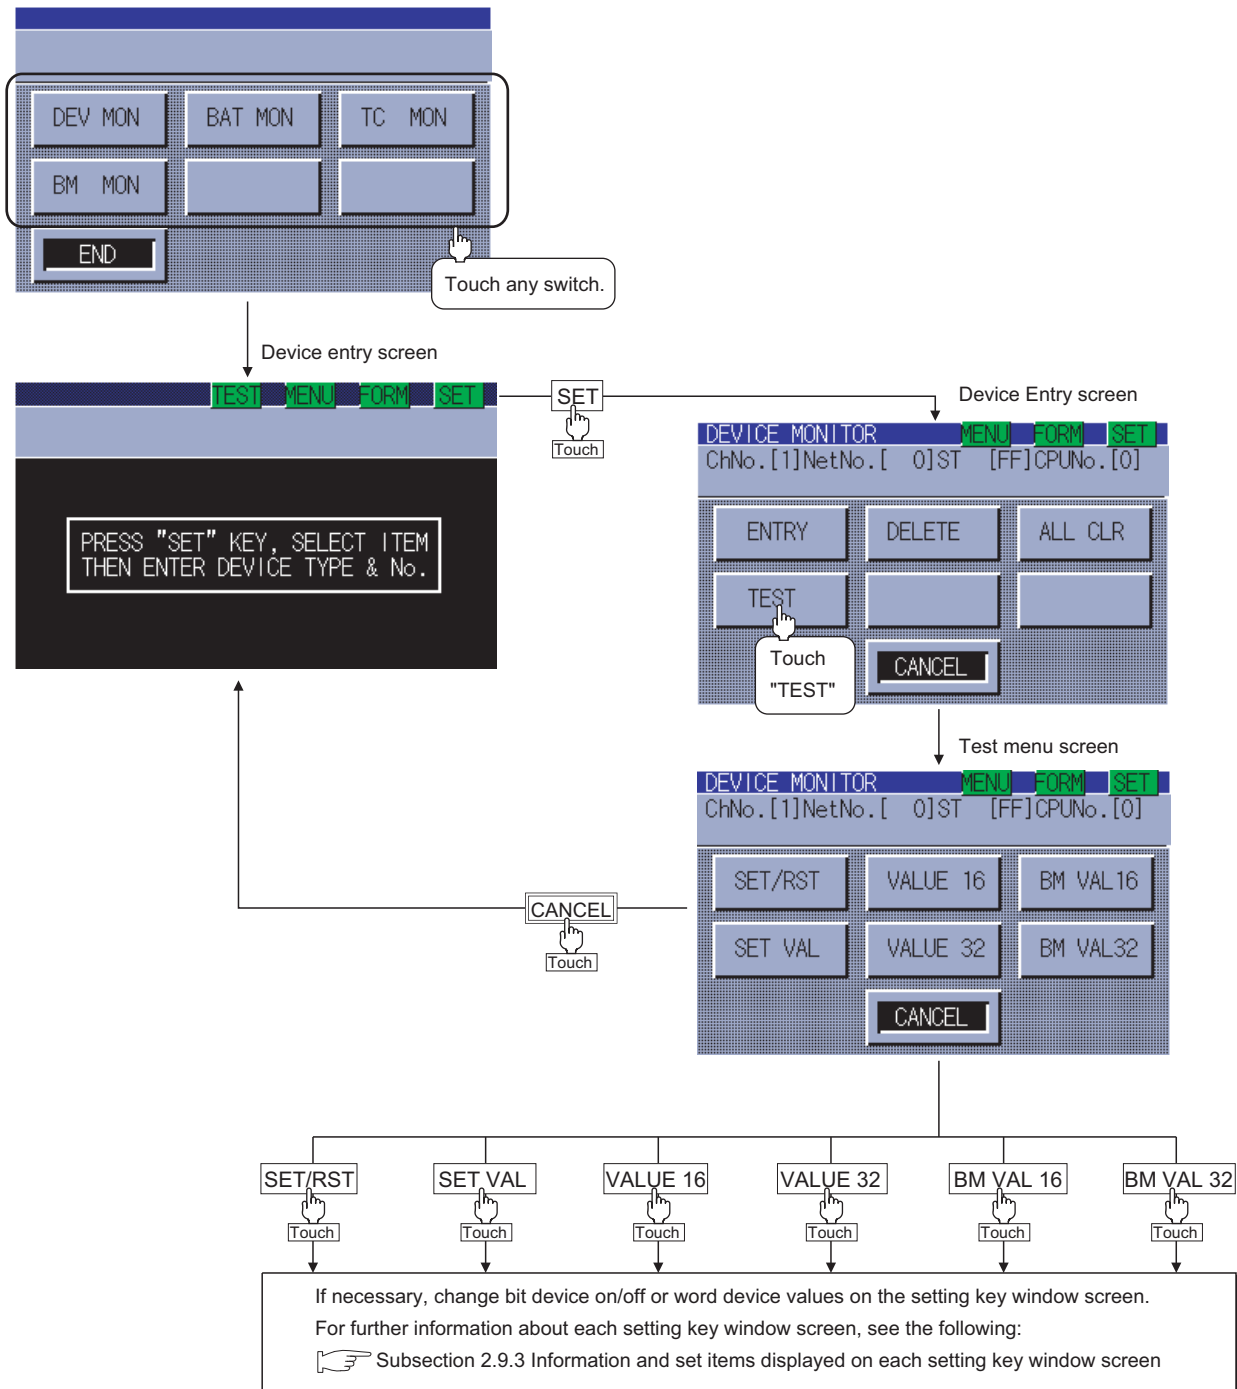 DEV MON BAT MON TC MON
BM MON
END
Touch any switch.
Device entry screen
TEST MENU FORM SET
PRESS "SET" KEY, SELECT ITEM
THEN ENTER DEVICE TYPE & No.
SET
Touch
Device Entry screen
DEVICE MONITOR MENU FORM SET
ChNo.[1]NetNo.[ 0]ST [FF]CPUNo.[0]
ENTRY DELETE ALL CLR
TEST
Touch
"TEST"
CANCEL
Test menu screen
DEVICE MONITOR MENU FORM SET
ChNo.[1]NetNo.[ 0]ST [FF]CPUNo.[0]
SET/RST VALUE 16 BM VAL16
SET VAL VALUE 32 BM VAL32
CANCEL
CANCEL
Touch
SET/RST SET VAL VALUE 16 VALUE 32 BM VAL 16 BM VAL 32
Touch Touch Touch Touch Touch Touch
If necessary, change bit device on/off or word device values on the setting key window screen.
For further information about each setting key window screen, see the following:
Subsection 2.9.3 Information and set items displayed on each setting key window screen